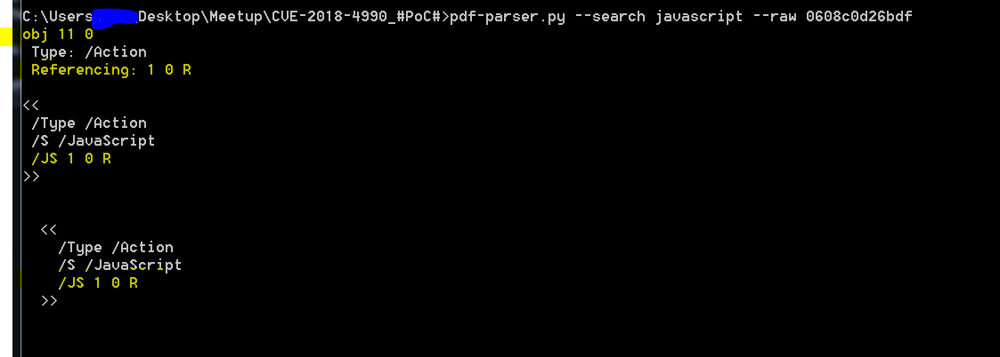 C:\Users Desktop\Meetup\CVE-2018-4990_#PoC#>pdf-parser.py --search javascript --raw 0608c0d26bdf
obj 11 0
Type: /Action
Referencing: 1 0 R
<<
/Type /Action
/S /JavaScript
/JS 1 0 R
>>
<<
/Type /Action
/S /JavaScript
/JS 1 0 R
>>